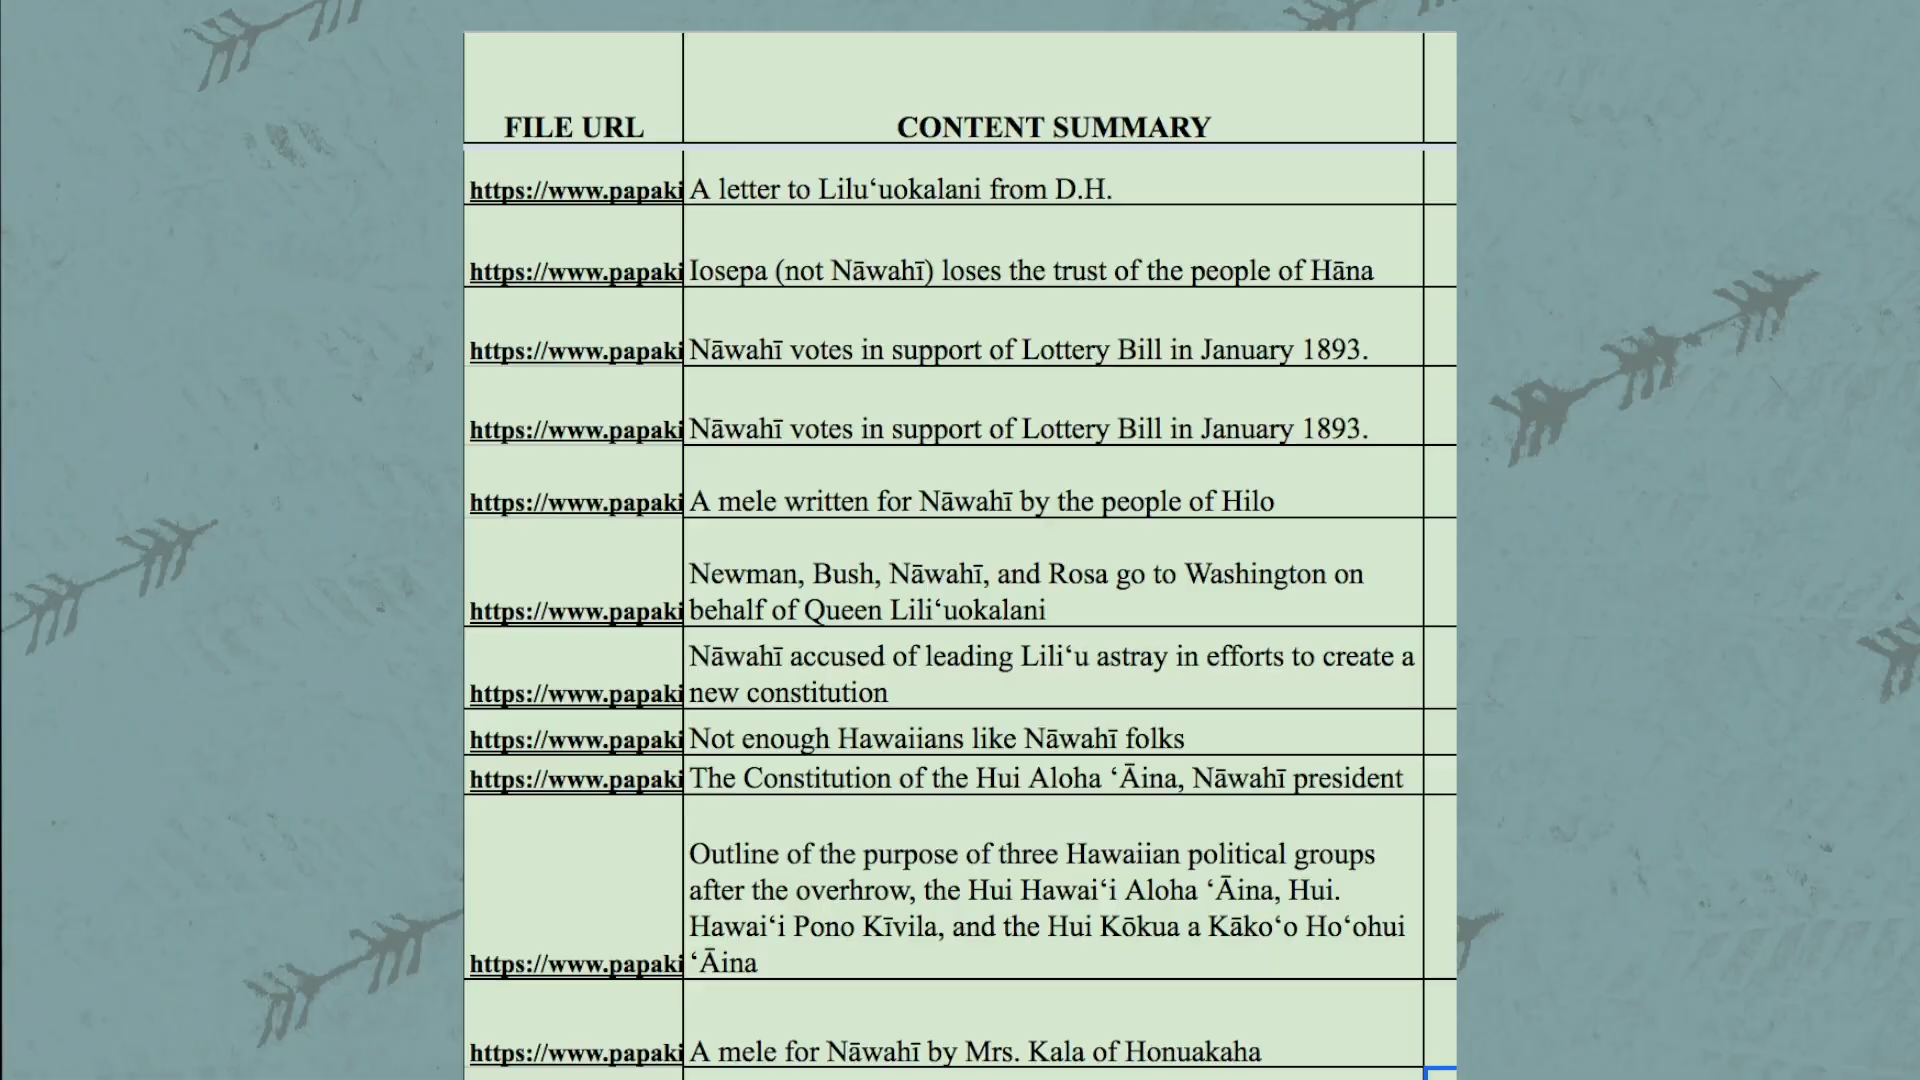 FILE URL CONTENT SUMMARY
https://www.papaki A letter to Liluʻuokalani from D.H.
https://www.papaki Iosepa (not Nāwahī) loses the trust of the people of Hāna
https://www.papaki Nāwahī votes in support of Lottery Bill in January 1893.
https://www.papaki Nāwahī votes in support of Lottery Bill in January 1893.
https://www.papaki A mele written for Nāwahī by the people of Hilo
Newman, Bush, Nāwahī, and Rosa go to Washington on
https://www.papaki behalf of Queen Liliʻuokalani
Nāwahī accused of leading Liliʻu astray in efforts to create a
https://www.papaki new constitution
https://www.papaki Not enough Hawaiians like Nāwahī folks
https://www.papaki The Constitution of the Hui Aloha ʻĀina, Nāwahī president
Outline of the purpose of three Hawaiian political groups
after the overhrow, the Hui Hawaiʻi Aloha ʻĀina, Hui.
Hawaiʻi Pono Kīvila, and the Hui Kōkua a Kākoʻo Hoʻohui
https://www.papaki ʻĀina
https://www.papaki A mele for Nāwahī by Mrs. Kala of Honuakaha